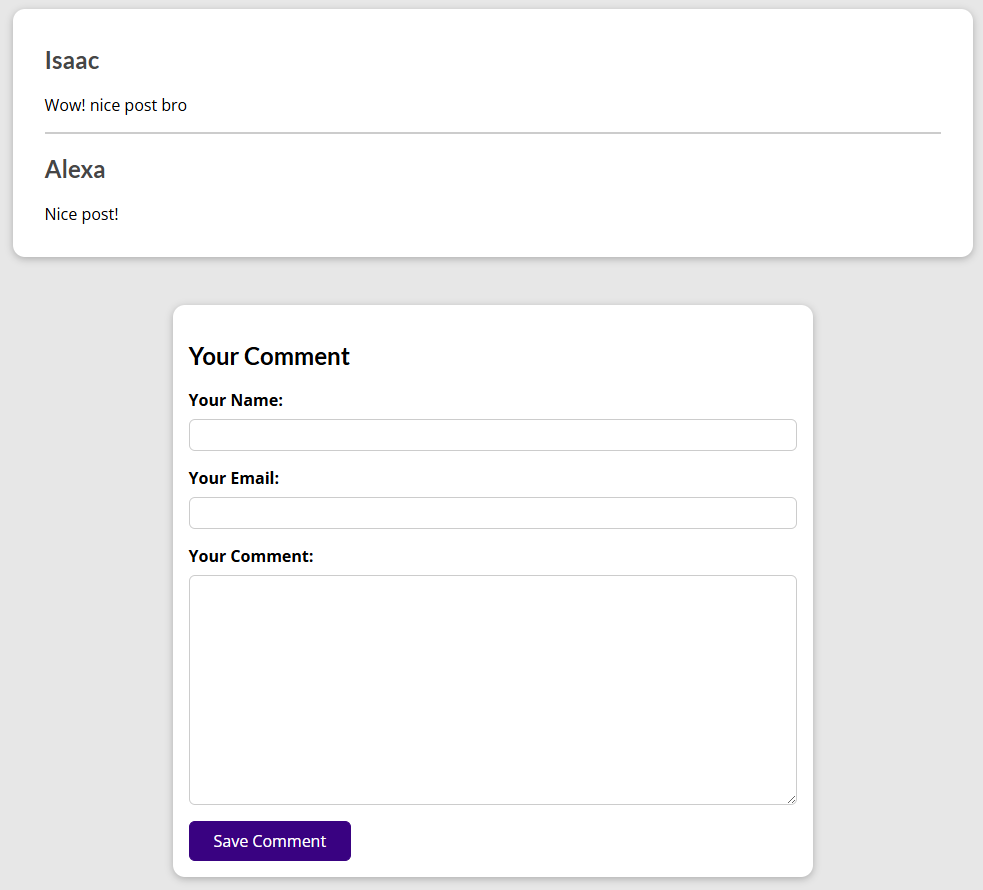 Isaac
Wow! nice post bro
Alexa
Nice post!
Your Comment
Your Name:
Your Email:
Your Comment:
Save Comment